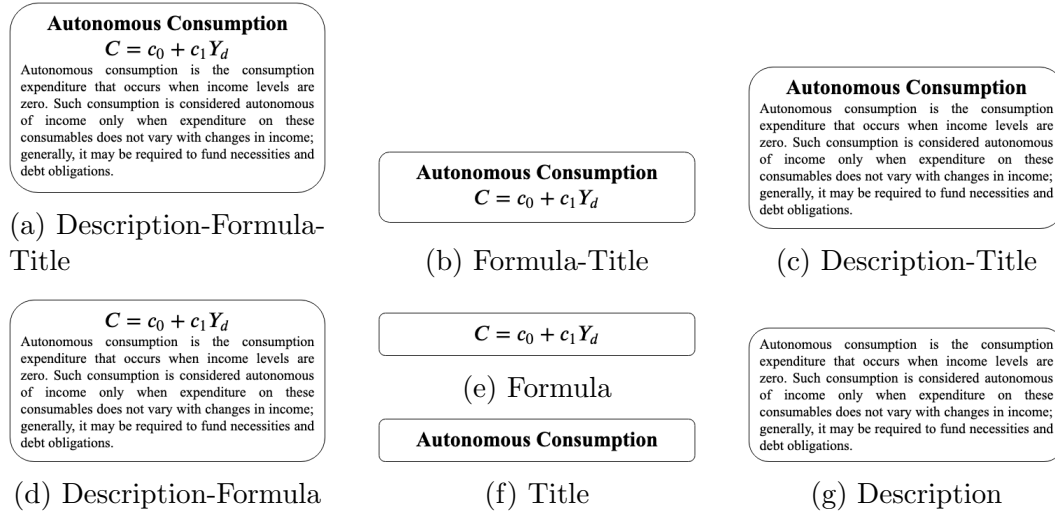 Autonomous Consumption
C = c₀ + c₁Y_d
Autonomous consumption is the consumption
expenditure that occurs when income levels are
zero. Such consumption is considered autonomous
of income only when expenditure on these
consumables does not vary with changes in income;
generally, it may be required to fund necessities and
debt obligations.
(a) Description-Formula-
Title
Autonomous Consumption
C = c₀ + c₁Y_d
(b) Formula-Title
Autonomous Consumption
Autonomous consumption is the consumption
expenditure that occurs when income levels are
zero. Such consumption is considered autonomous
of income only when expenditure on these
consumables does not vary with changes in income;
generally, it may be required to fund necessities and
debt obligations.
(c) Description-Title
C = c₀ + c₁Y_d
Autonomous consumption is the consumption
expenditure that occurs when income levels are
zero. Such consumption is considered autonomous
of income only when expenditure on these
consumables does not vary with changes in income;
generally, it may be required to fund necessities and
debt obligations.
(d) Description-Formula
C = c₀ + c₁Y_d
(e) Formula
Autonomous Consumption
(f) Title
Autonomous consumption is the consumption
expenditure that occurs when income levels are
zero. Such consumption is considered autonomous
of income only when expenditure on these
consumables does not vary with changes in income;
generally, it may be required to fund necessities and
debt obligations.
(g) Description